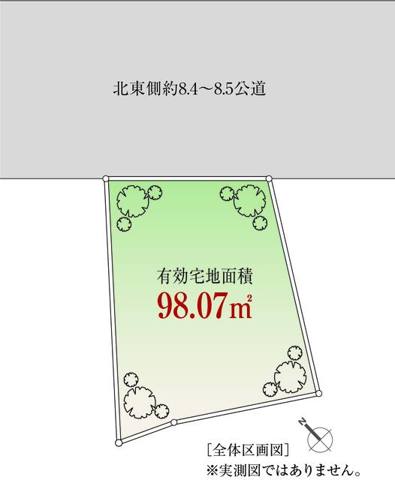 北東側約8.4～8.5公道
有効宅地面積
98.07㎡
N
［全体区画図］
※実測図ではありません。